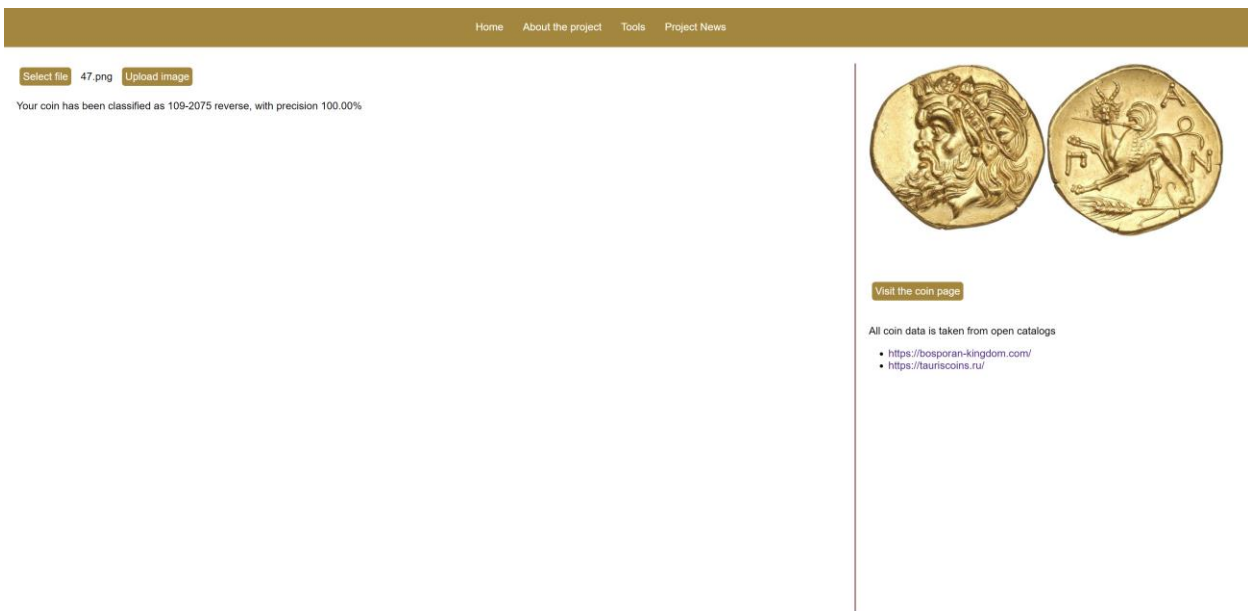 Home About the project Tools Project News
Select file 47.png Upload image
Your coin has been classified as 109-2075 reverse, with precision 100.00%
Α
Π Ν
Visit the coin page
All coin data is taken from open catalogs
https://bosporan-kingdom.com/
https://tauriscoins.ru/